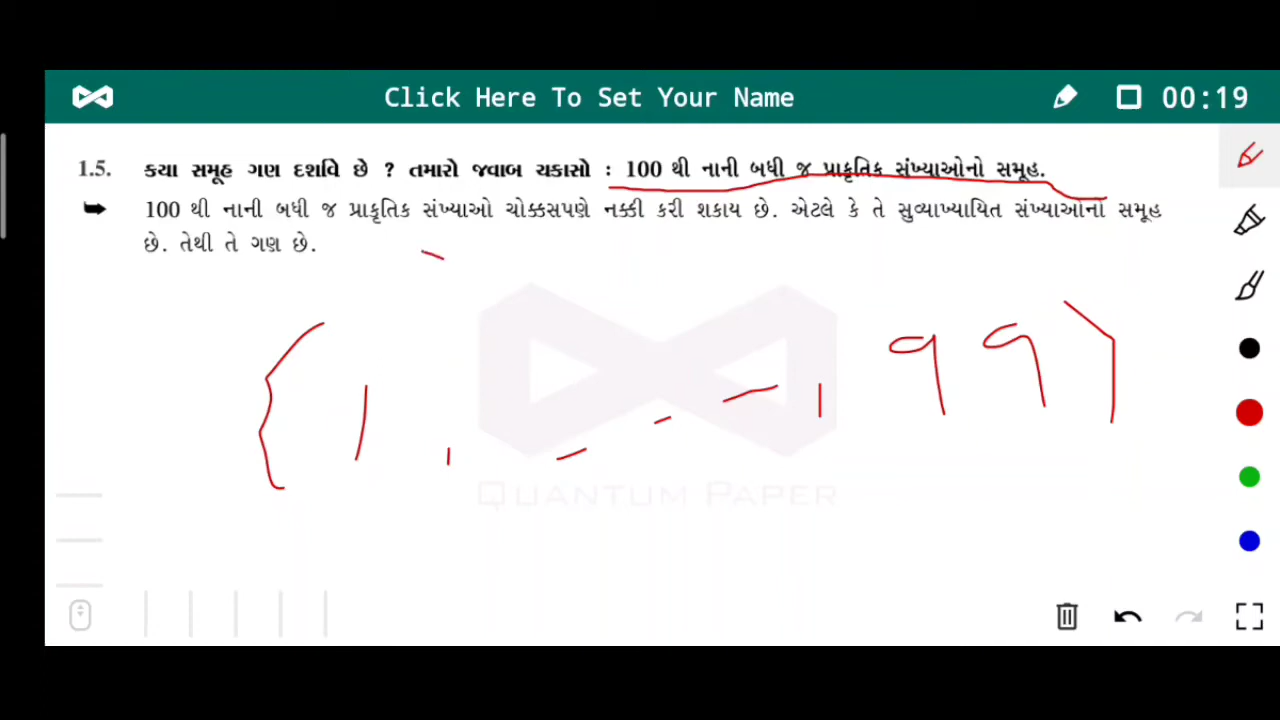 Click Here To Set Your Name
00:19
1.5. કયા સમૂહ ગણ દર્શાવે છે ? તમારો જવાબ ચકાસો : 100 થી નાની બધી જ પ્રાકૃતિક સંખ્યાઓનો સમૂહ.
100 થી નાની બધી જ પ્રાકૃતિક સંખ્યાઓ ચોક્કસપણે નક્કી કરી શકાય છે. એટલે કે તે સુવ્યાખ્યાયિત સંખ્યાઓનો સમૂહ
છે. તેથી તે ગણ છે.
{ 1 , - - - , 99 }
QUANTUM PAPER